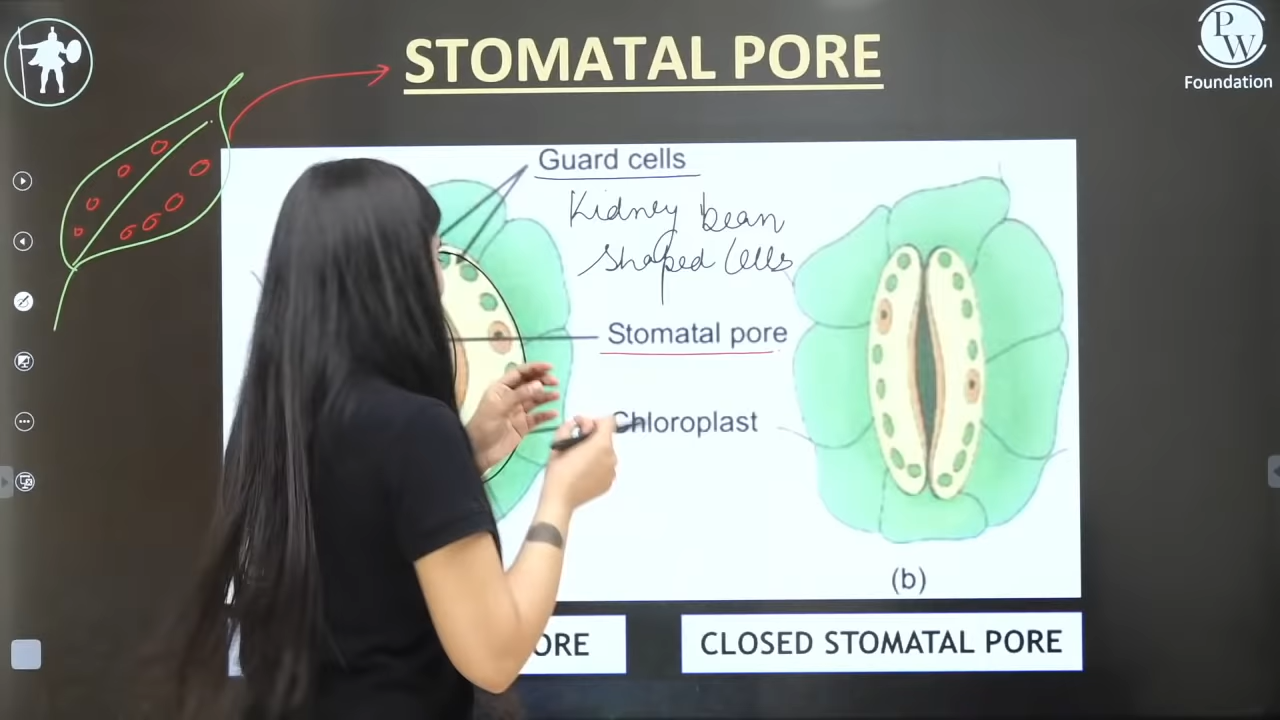 STOMATAL PORE
PW
Foundation
Guard cells
Kidney bean
shaped Cells
Stomatal pore
Chloroplast
(b)
ORE
CLOSED STOMATAL PORE